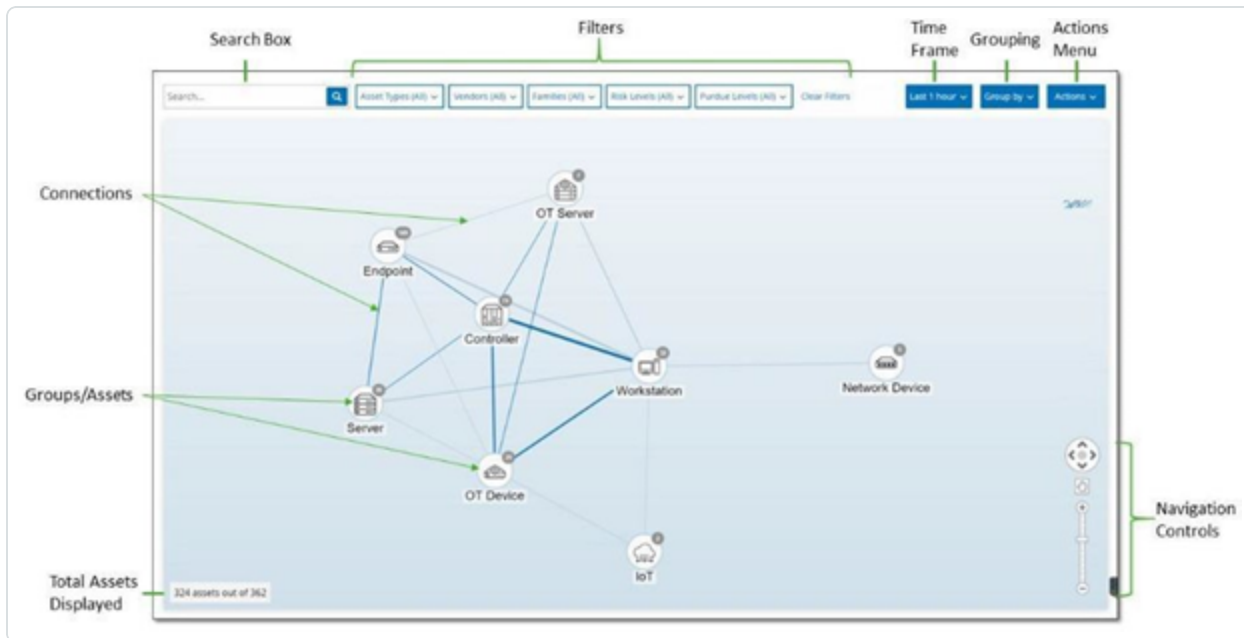 Search Box
Filters
Time
Frame
Grouping
Actions
Menu
Search...
Asset Types (All)
Vendors (All)
Families (All)
Risk Levels (All)
Purdue Levels (All)
Clear Filters
Last 1 hour
Group by
Actions
Connections
OT Server
Endpoint
Controller
Workstation
Network Device
Groups/Assets
Server
OT Device
Navigation
Controls
IoT
Total Assets
Displayed
324 assets out of 362